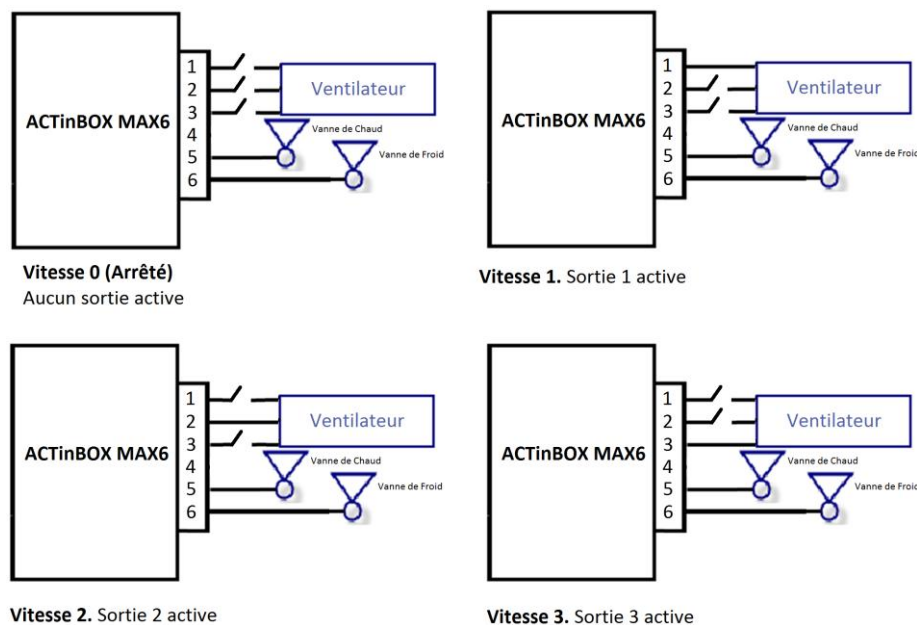 ACTinBOX MAX6
1
2
3
4
5
6
Ventilateur
Vanne de Chaud
Vanne de Froid
Vitesse 0 (Arrêté)
Aucun sortie active
ACTinBOX MAX6
1
2
3
4
5
6
Ventilateur
Vanne de Chaud
Vanne de Froid
Vitesse 1. Sortie 1 active
ACTinBOX MAX6
1
2
3
4
5
6
Ventilateur
Vanne de Chaud
Vanne de Froid
Vitesse 2. Sortie 2 active
ACTinBOX MAX6
1
2
3
4
5
6
Ventilateur
Vanne de Chaud
Vanne de Froid
Vitesse 3. Sortie 3 active